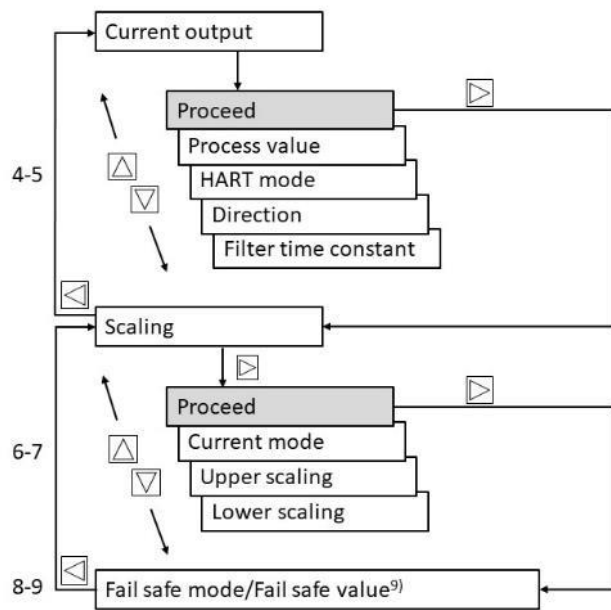 Current output
Proceed
Process value
HART mode
4-5
Direction
Filter time constant
Scaling
Proceed
Current mode
6-7
Upper scaling
Lower scaling
8-9
Fail safe mode/Fail safe value⁹⁾